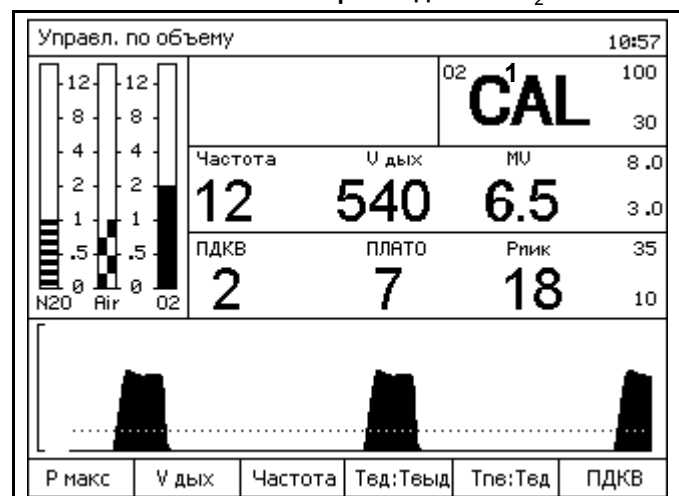 2
Управл. по объему 10:57
12 12
8 8
4 4
2 2
1 1
.5 .5
0 0
N2O Air O2
O2 CAL 1 100
30
Частота V дых MV 8.0
12 540 6.5 3.0
ПДКВ ПЛАТО Pпик 35
2 7 18 10
P макс V дых Частота Tвд:Tвыд Tпв:Tвд ПДКВ